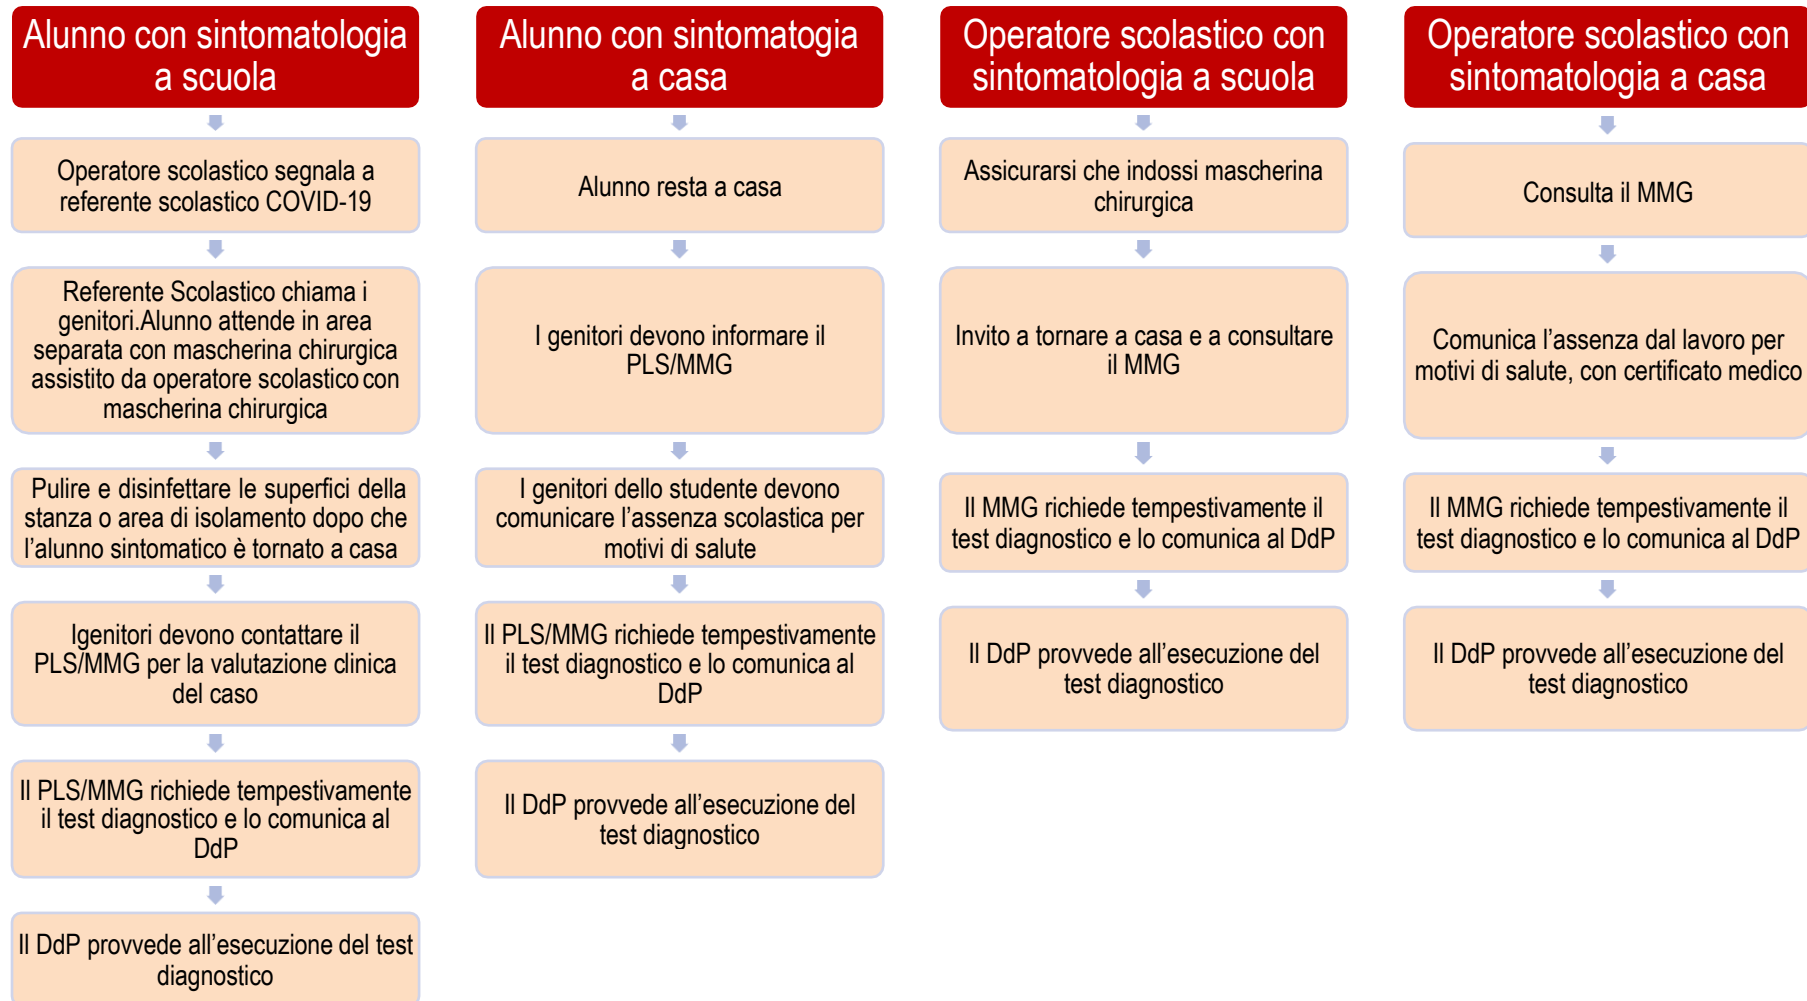 Alunno con sintomatologia
a scuola
Operatore scolastico segnala a
referente scolastico COVID-19
Referente Scolastico chiama i
genitori.Alunno attende in area
separata con mascherina chirurgica
assistito da operatore scolastico con
mascherina chirurgica
Pulire e disinfettare le superfici della
stanza o area di isolamento dopo che
l’alunno sintomatico è tornato a casa
Igenitori devono contattare il
PLS/MMG per la valutazione clinica
del caso
Il PLS/MMG richiede tempestivamente
il test diagnostico e lo comunica al
DdP
Il DdP provvede all’esecuzione del test
diagnostico
Alunno con sintomatogia
a casa
Alunno resta a casa
I genitori devono informare il
PLS/MMG
I genitori dello studente devono
comunicare l’assenza scolastica per
motivi di salute
Il PLS/MMG richiede tempestivamente
il test diagnostico e lo comunica al
DdP
Il DdP provvede all’esecuzione del
test diagnostico
Operatore scolastico con
sintomatologia a scuola
Assicurarsi che indossi mascherina
chirurgica
Invito a tornare a casa e a consultare
il MMG
Il MMG richiede tempestivamente il
test diagnostico e lo comunica al DdP
Il DdP provvede all’esecuzione del
test diagnostico
Operatore scolastico con
sintomatologia a casa
Consulta il MMG
Comunica l’assenza dal lavoro per
motivi di salute, con certificato medico
Il MMG richiede tempestivamente il
test diagnostico e lo comunica al DdP
Il DdP provvede all’esecuzione del
test diagnostico